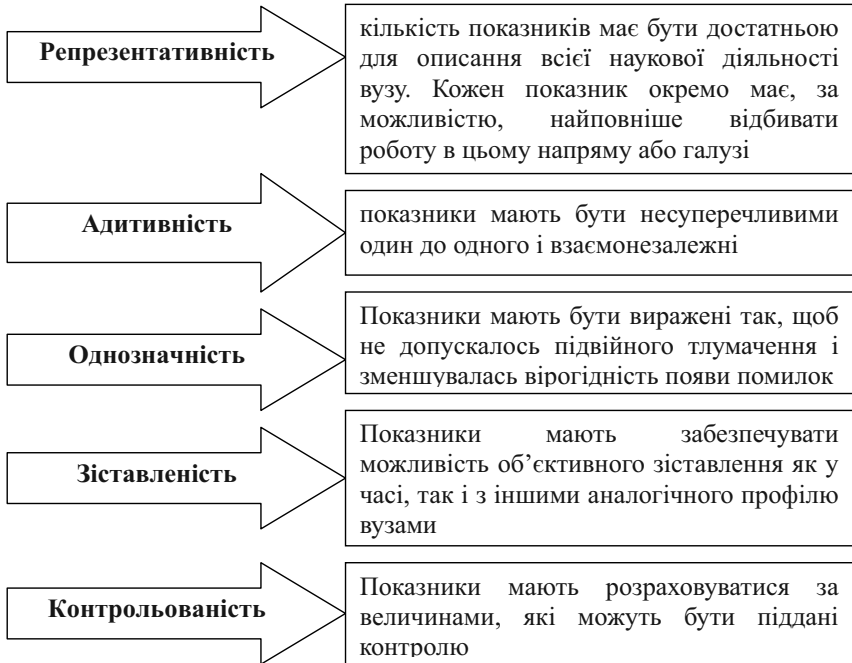 Репрезентативність
кількість показників має бути достатньою
для описання всієї наукової діяльності
вузу. Кожен показник окремо має, за
можливістю, найповніше відбивати
роботу в цьому напряму або галузі
Адитивність
показники мають бути несуперечливими
один до одного і взаємонезалежні
Однозначність
Показники мають бути виражені так, щоб
не допускалось підвійного тлумачення і
зменшувалась вірогідність появи помилок
Зіставленість
Показники мають забезпечувати
можливість об’єктивного зіставлення як у
часі, так і з іншими аналогічного профілю
вузами
Контрольованість
Показники мають розраховуватися за
величинами, які можуть бути піддані
контролю